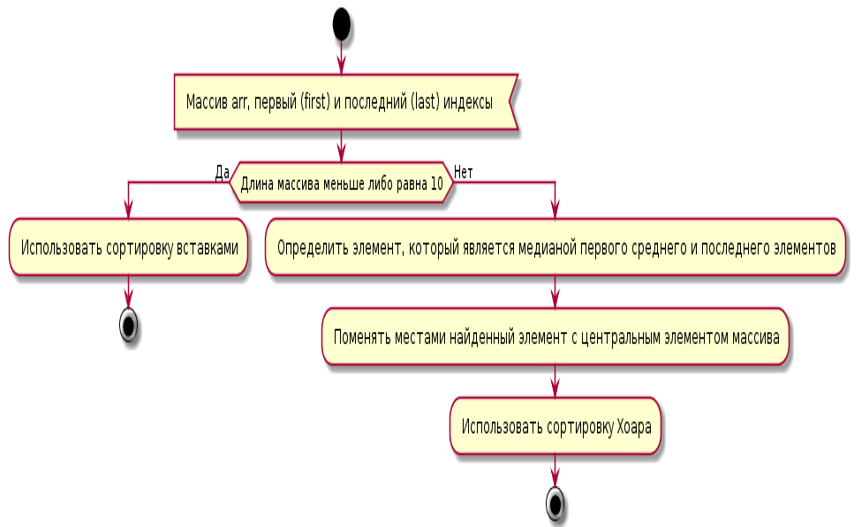 Массив arr, первый (first) и последний (last) индексы
Да
Длина массива меньше либо равна 10
Нет
Использовать сортировку вставками
Определить элемент, который является медианой первого среднего и последнего элементов
Поменять местами найденный элемент с центральным элементом массива
Использовать сортировку Хоара